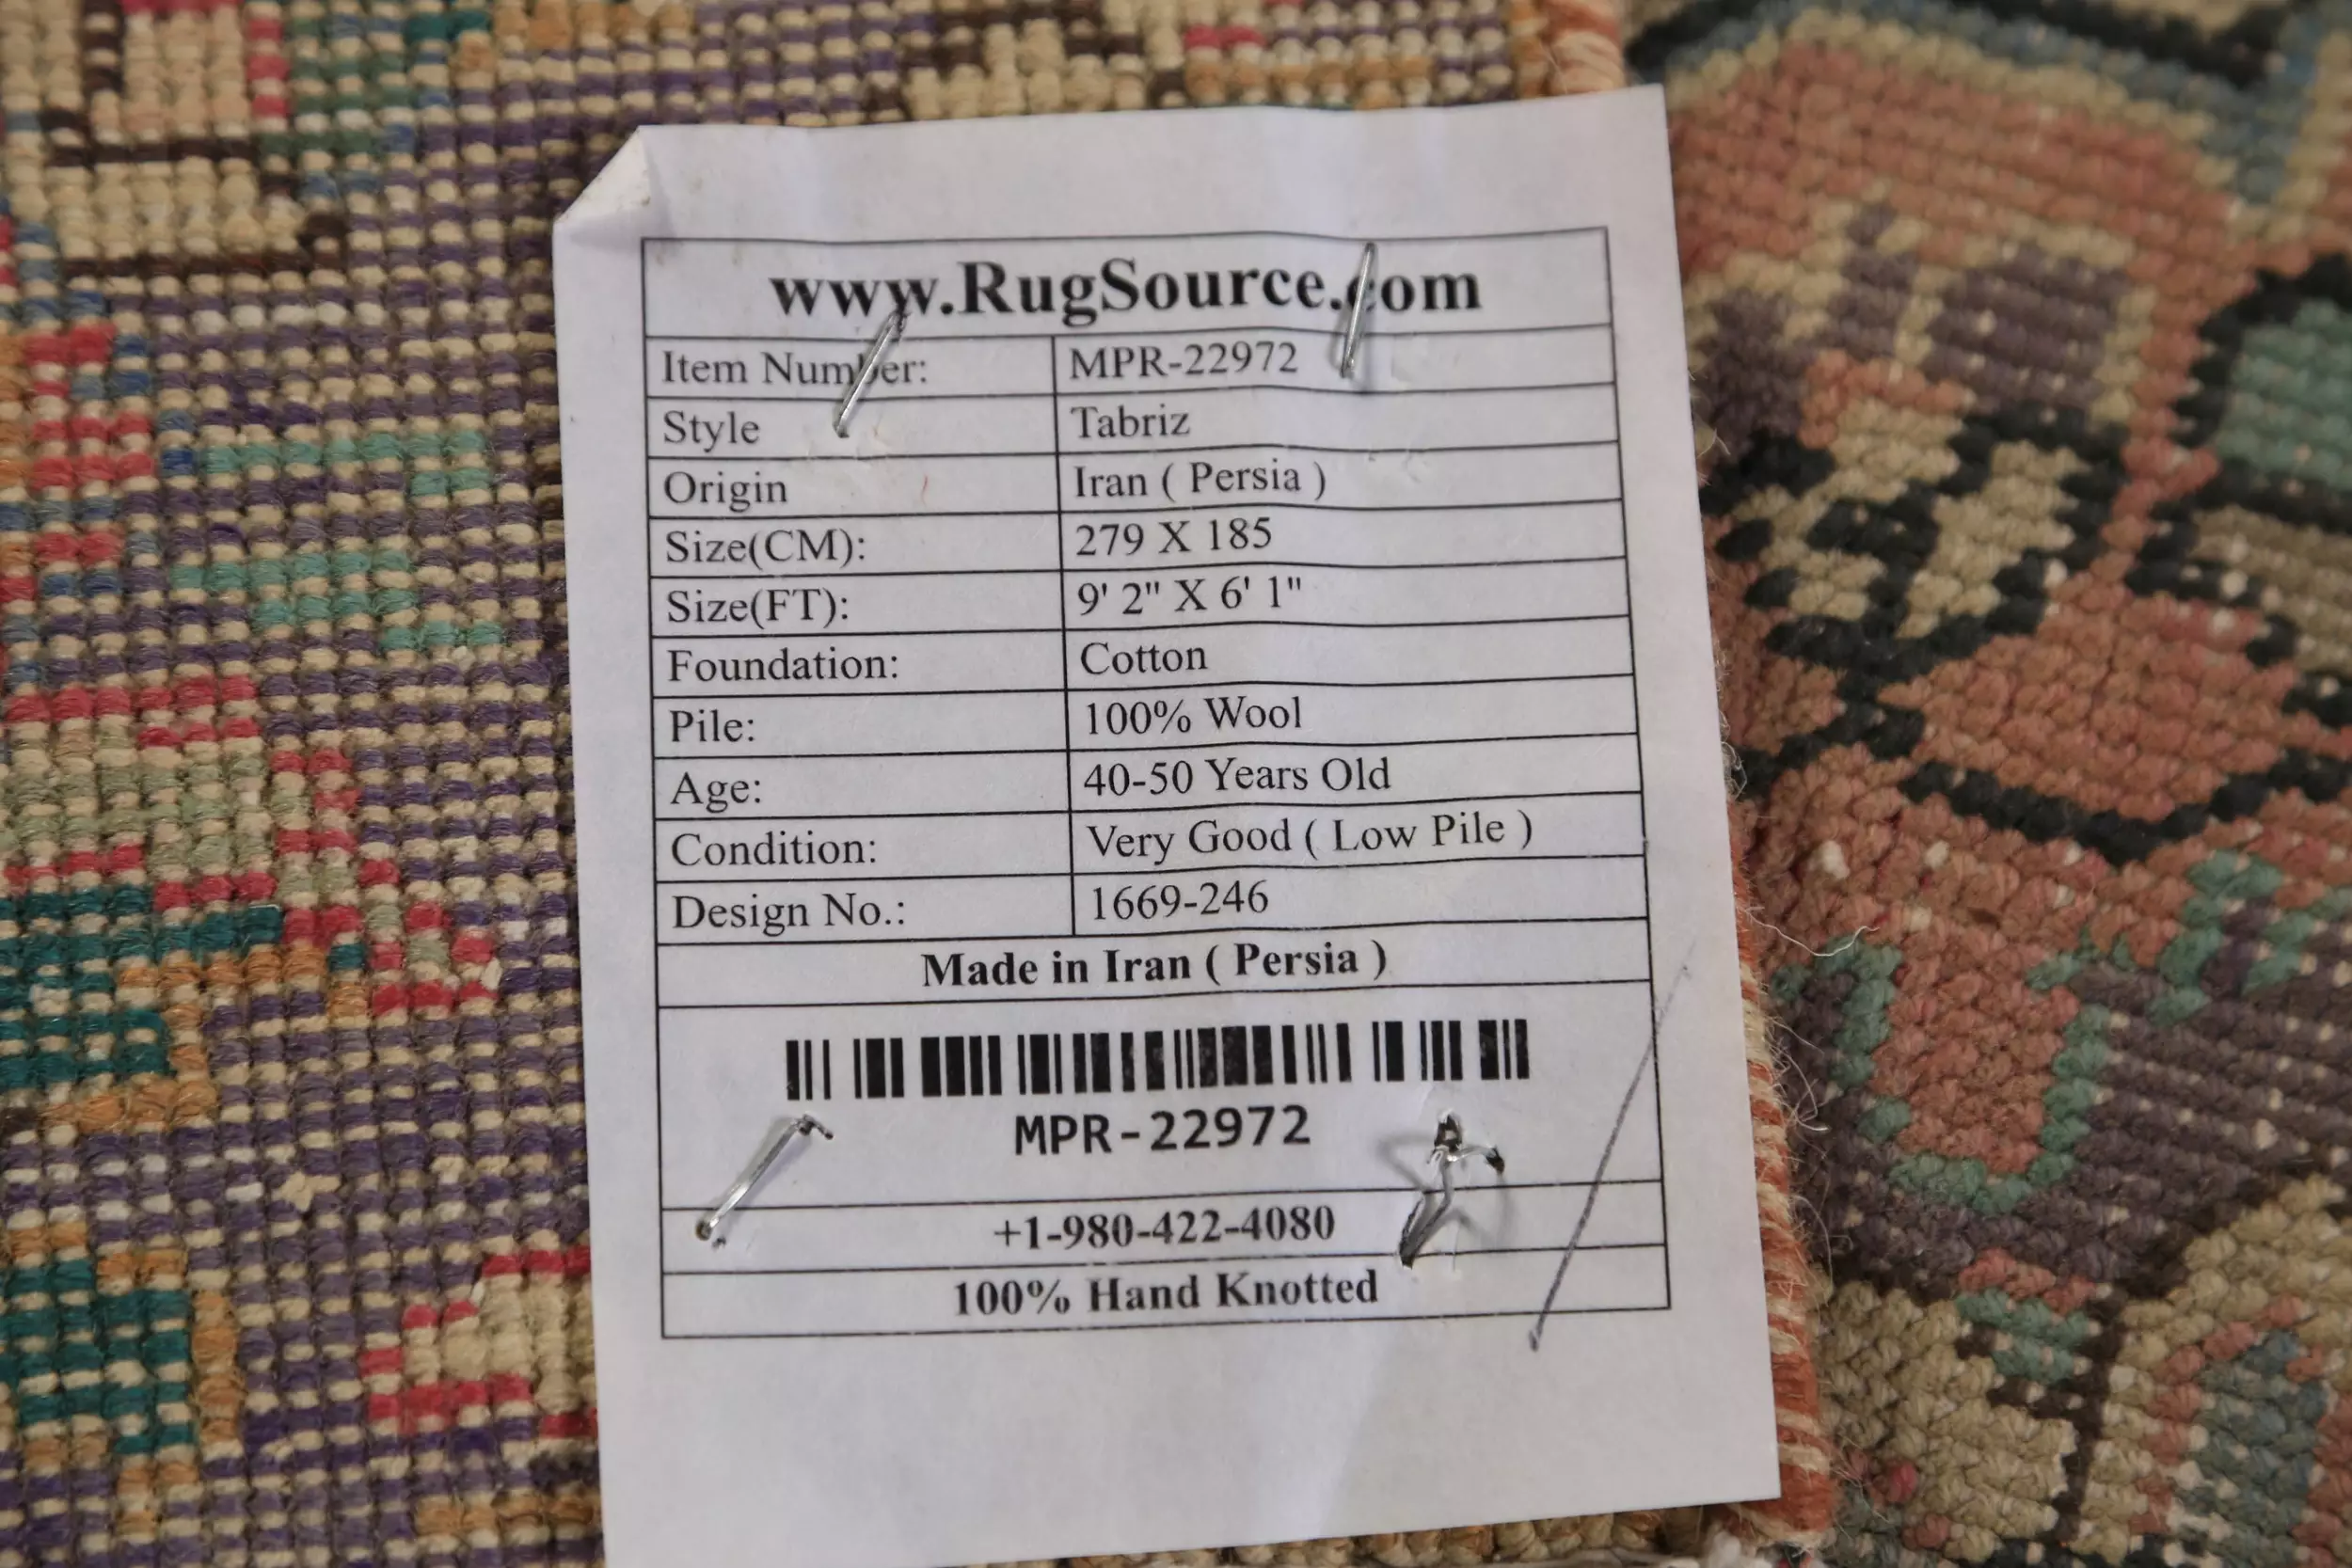 www.RugSource.com
Item Number: MPR-22972
Style Tabriz
Origin Iran ( Persia )
Size(CM): 279 X 185
Size(FT): 9' 2" X 6' 1"
Foundation: Cotton
Pile: 100% Wool
Age: 40-50 Years Old
Condition: Very Good ( Low Pile )
Design No.: 1669-246
Made in Iran ( Persia )
MPR-22972
+1-980-422-4080
100% Hand Knotted